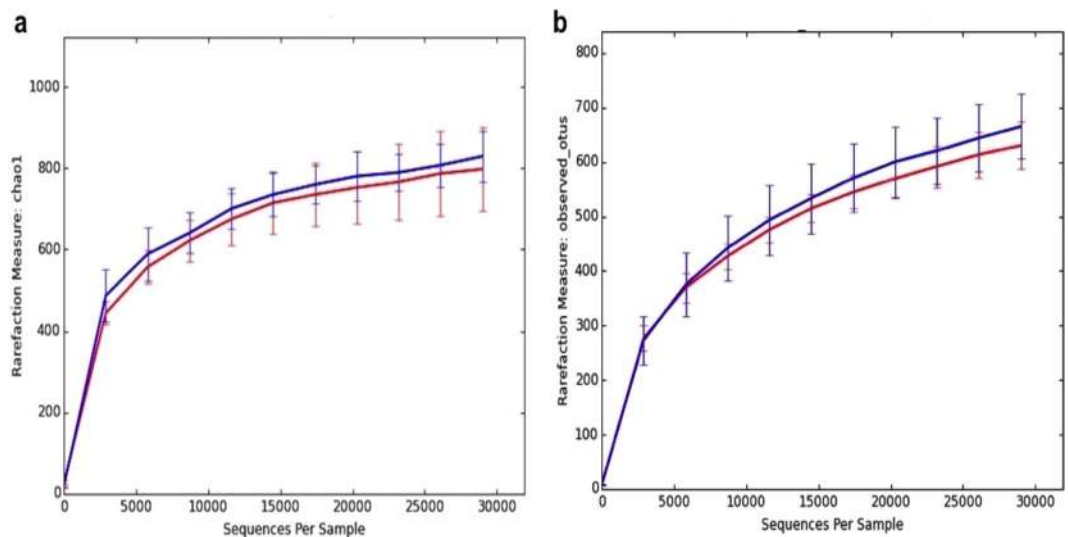 a
1000
800
600
400
200
0
Rarefaction Measure: chao1
0 5000 10000 15000 20000 25000 30000
Sequences Per Sample
b
800
700
600
500
400
300
200
100
0
Rarefaction Measure: observed_otus
0 5000 10000 15000 20000 25000 30000
Sequences Per Sample